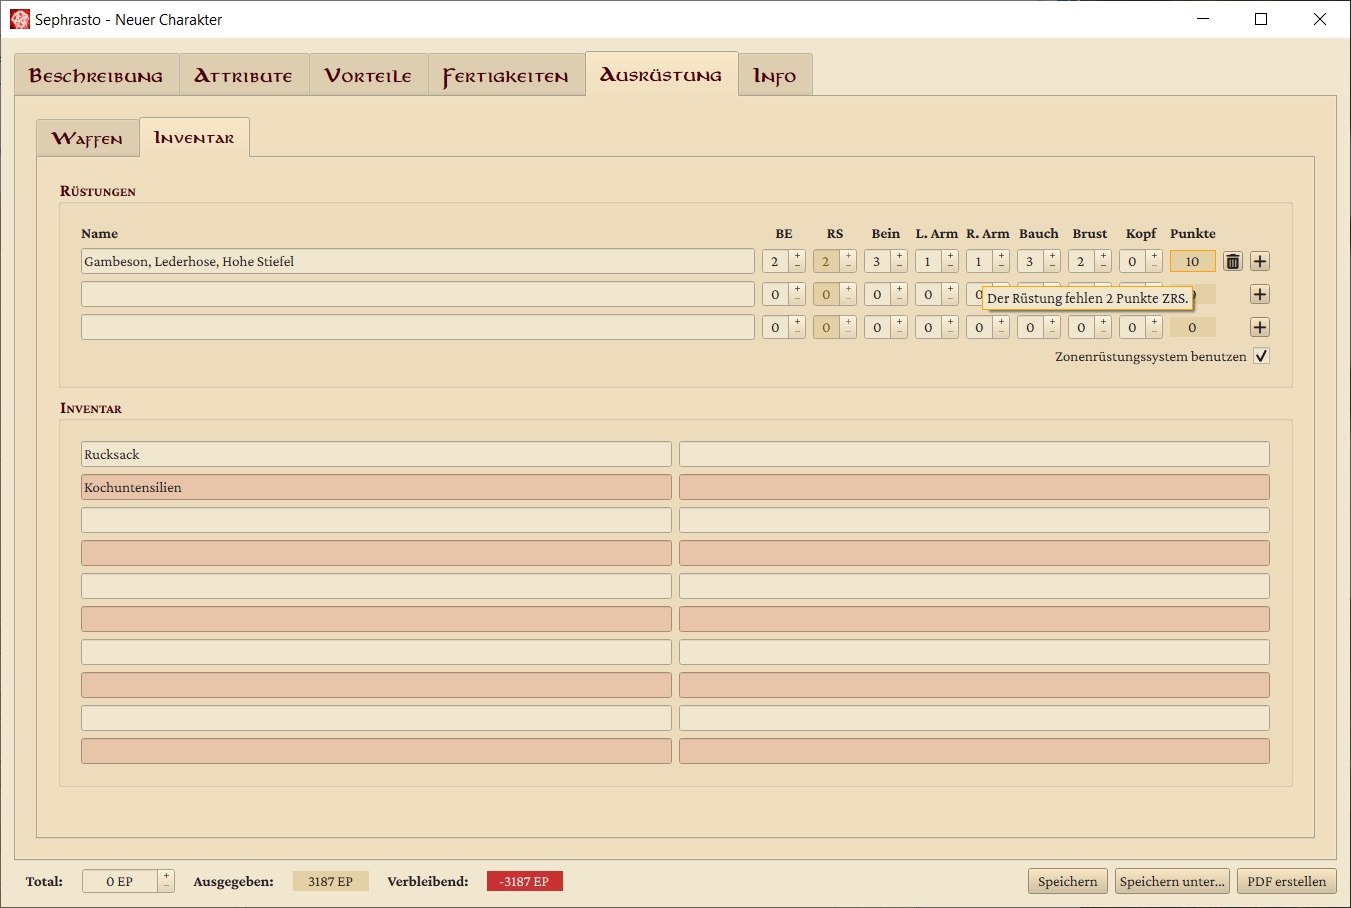 Sephrasto - Neuer Charakter
Beschreibung Attribute Vorteile Fertigkeiten Ausrüstung Info
Waffen Inventar
Rüstungen
Name BE RS Bein L. Arm R. Arm Bauch Brust Kopf Punkte
Gambeson, Lederhose, Hohe Stiefel 2 2 3 1 1 3 2 0 10
0 0 0 0 0
Der Rüstung fehlen 2 Punkte ZRS.
0 0 0 0 0 0 0 0 0
Zonenrüstungssystem benutzen
Inventar
Rucksack
Kochuntensilien
Total: 0 EP Ausgegeben: 3187 EP Verbleibend: -3187 EP Speichern Speichern unter... PDF erstellen